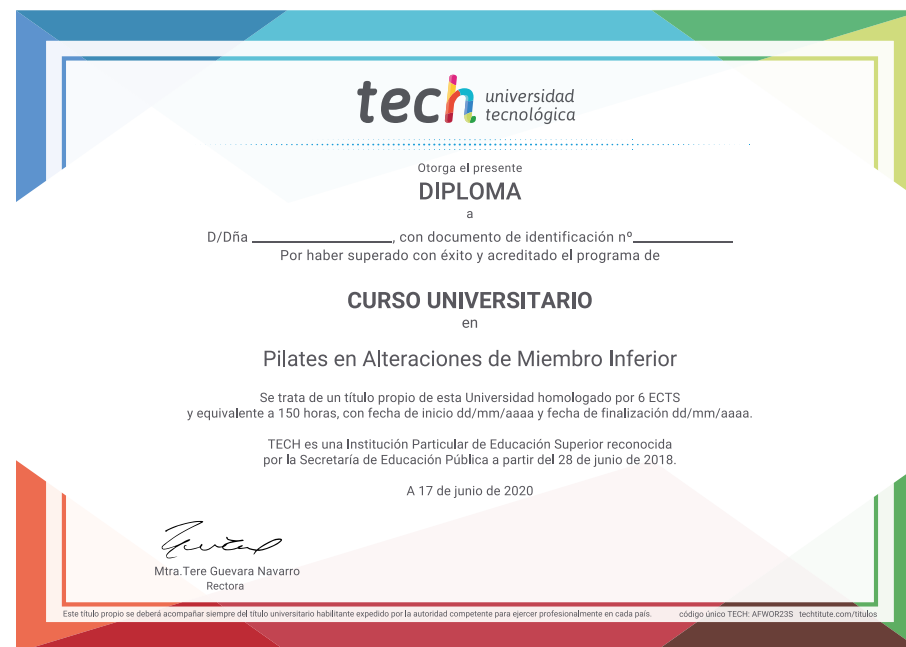 tech universidad
tecnológica
Otorga el presente
DIPLOMA
a
D/Dña ____________________, con documento de identificación nº______________
Por haber superado con éxito y acreditado el programa de
CURSO UNIVERSITARIO
en
Pilates en Alteraciones de Miembro Inferior
Se trata de un título propio de esta Universidad homologado por 6 ECTS
y equivalente a 150 horas, con fecha de inicio dd/mm/aaaa y fecha de finalización dd/mm/aaaa.
TECH es una Institución Particular de Educación Superior reconocida
por la Secretaría de Educación Pública a partir del 28 de junio de 2018.
A 17 de junio de 2020
Mtra.Tere Guevara Navarro
Rectora
Este título propio se deberá acompañar siempre del título universitario habilitante expedido por la autoridad competente para ejercer profesionalmente en cada país. código único TECH: AFWOR23S techtitute.com/títulos